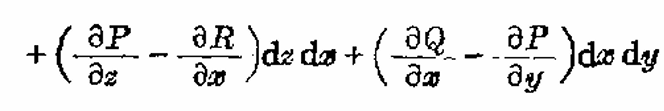 + ( ∂P/∂z − ∂R/∂x ) dz dx + ( ∂Q/∂x − ∂P/∂y ) dx dy